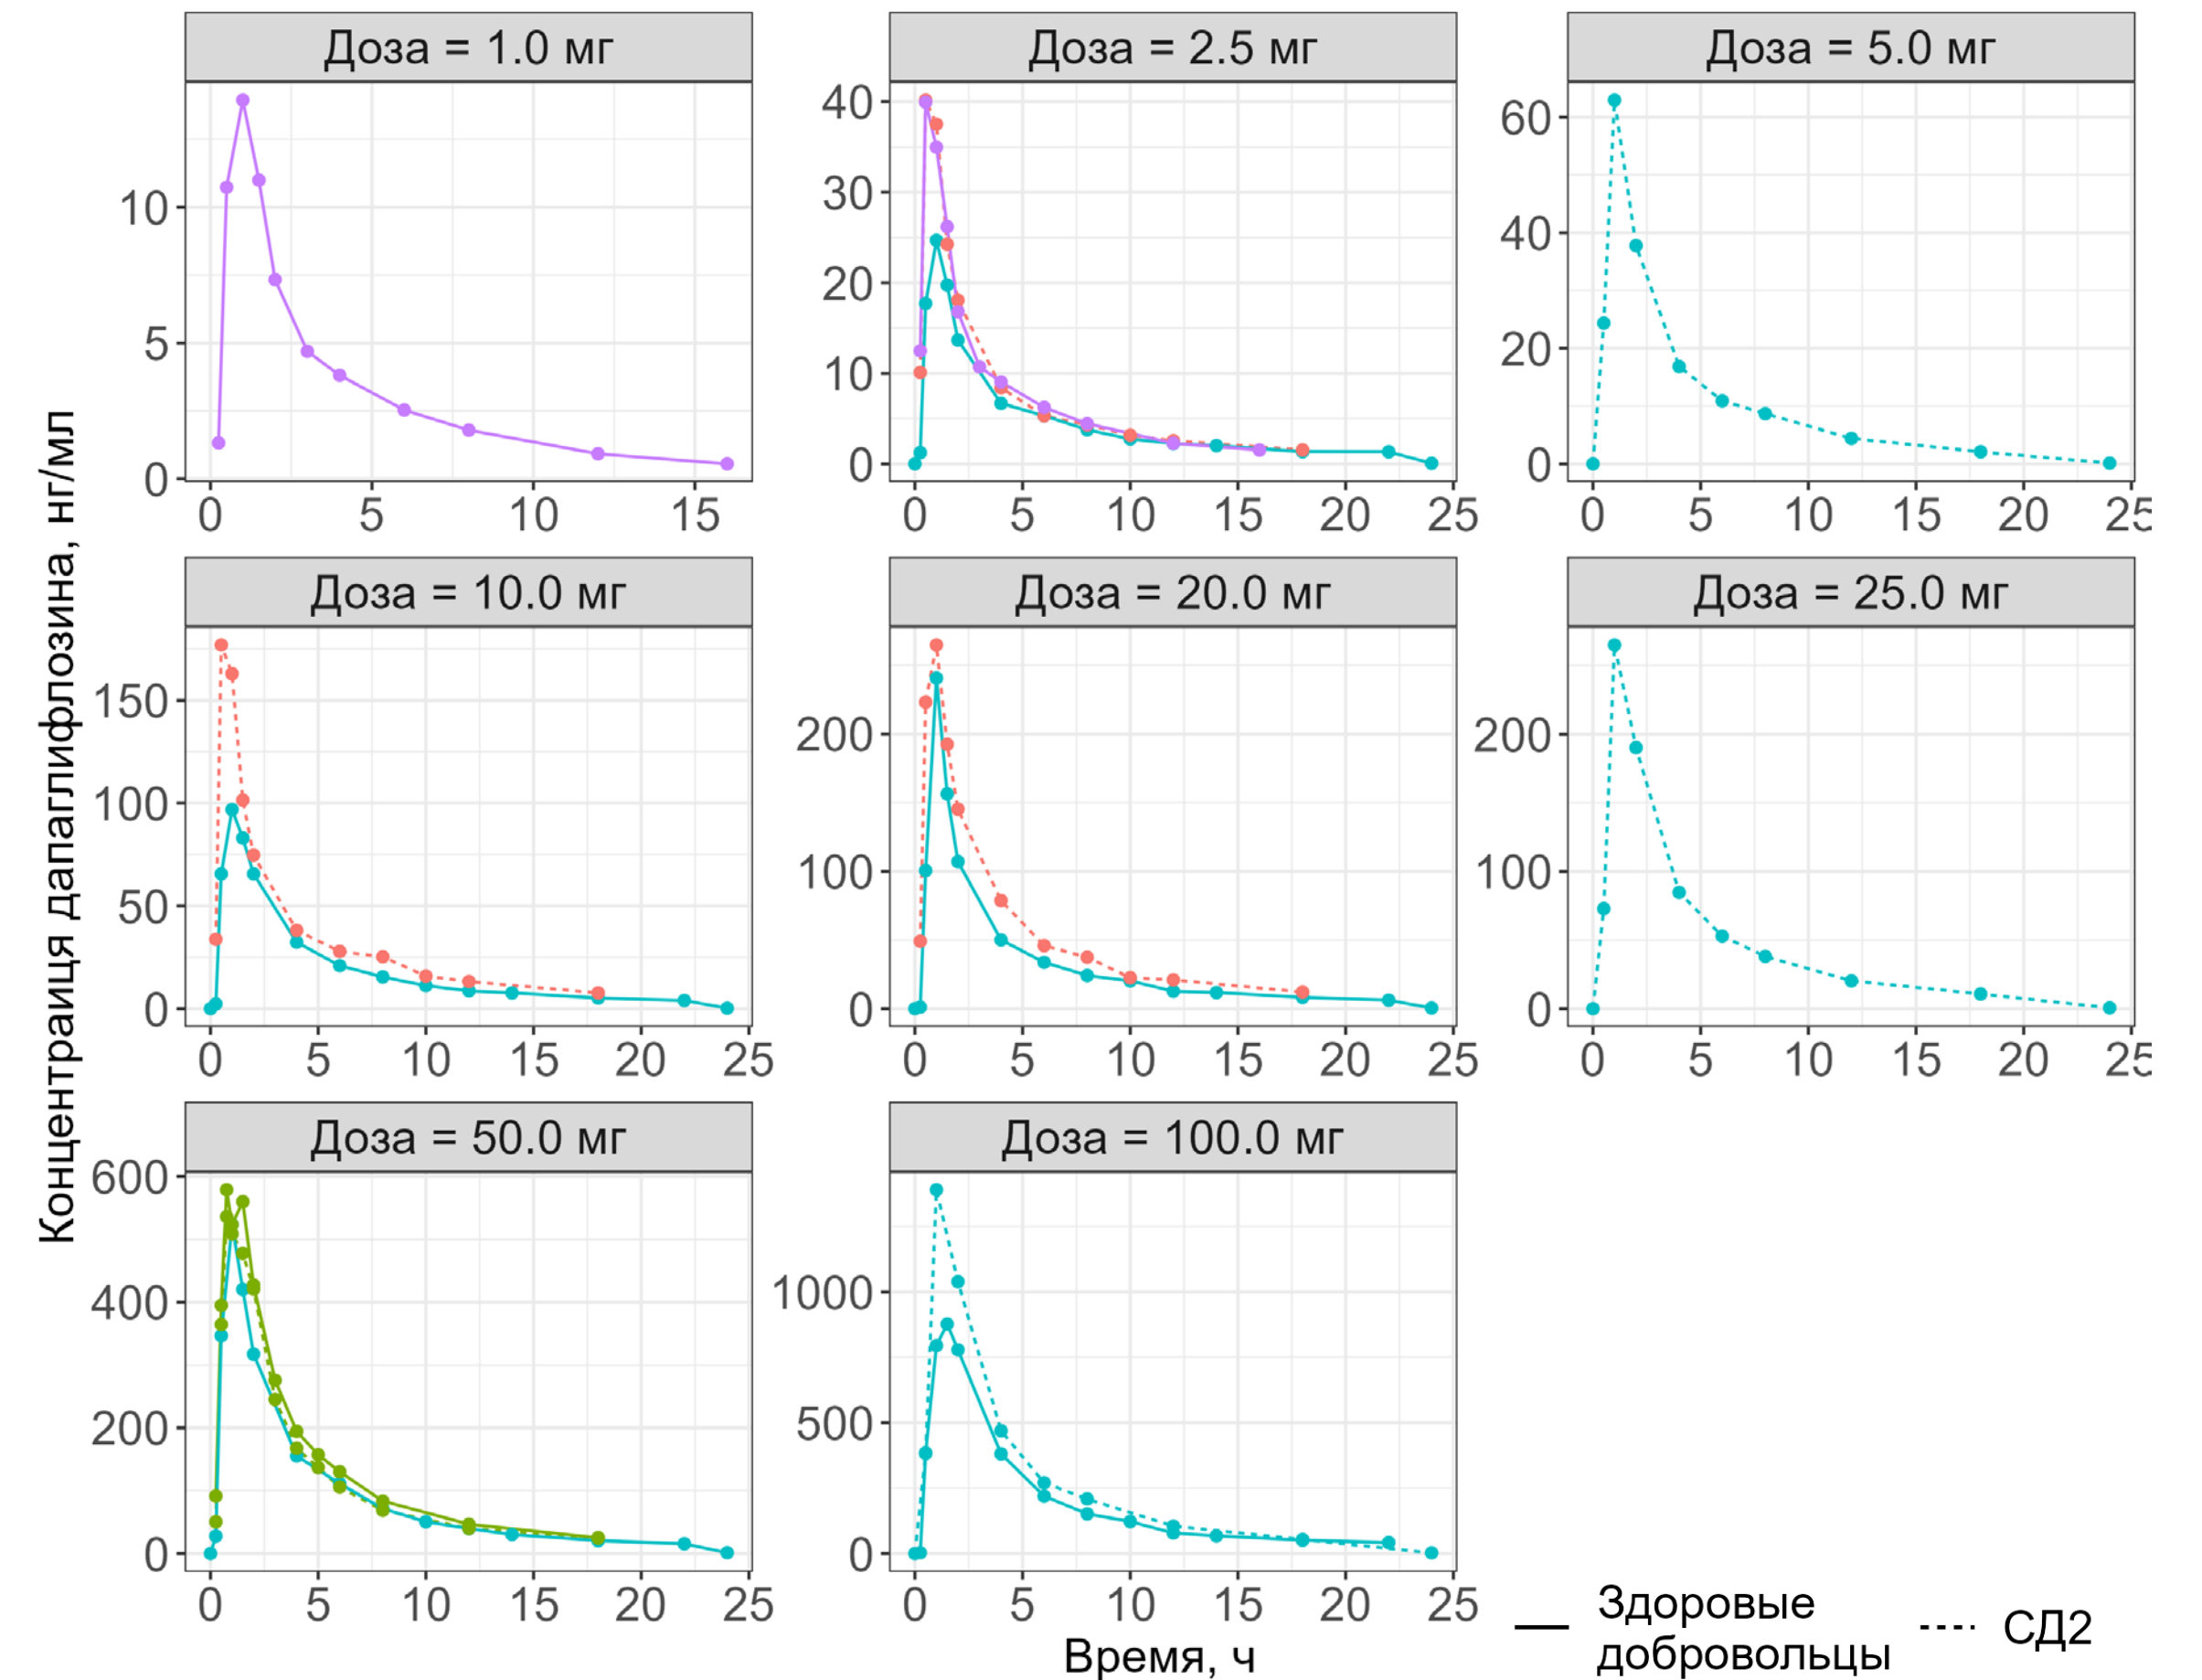 Доза = 1.0 мг
Доза = 2.5 мг
Доза = 5.0 мг
10
5
0
0 5 10 15
40
30
20
10
0
0 5 10 15 20 25
60
40
20
0
0 5 10 15 20 25
Концентраиця дапаглифлозина, нг/мл
Доза = 10.0 мг
Доза = 20.0 мг
Доза = 25.0 мг
150
100
50
0
0 5 10 15 20 25
200
100
0
0 5 10 15 20 25
200
100
0
0 5 10 15 20 25
Доза = 50.0 мг
Доза = 100.0 мг
600
400
200
0
0 5 10 15 20 25
1000
500
0
0 5 10 15 20 25
Время, ч
Здоровые
добровольцы
СД2